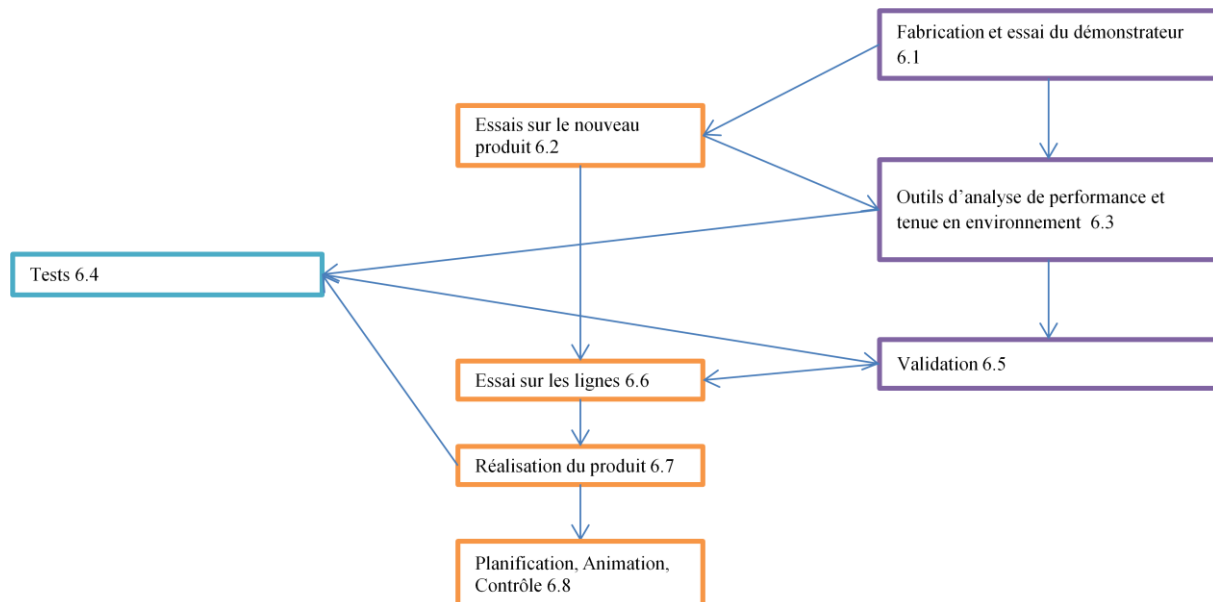 Fabrication et essai du démonstrateur
6.1
Essais sur le nouveau
produit 6.2
Outils d’analyse de performance et
tenue en environnement  6.3
Tests 6.4
Validation 6.5
Essai sur les lignes 6.6
Réalisation du produit 6.7
Planification, Animation,
Contrôle 6.8